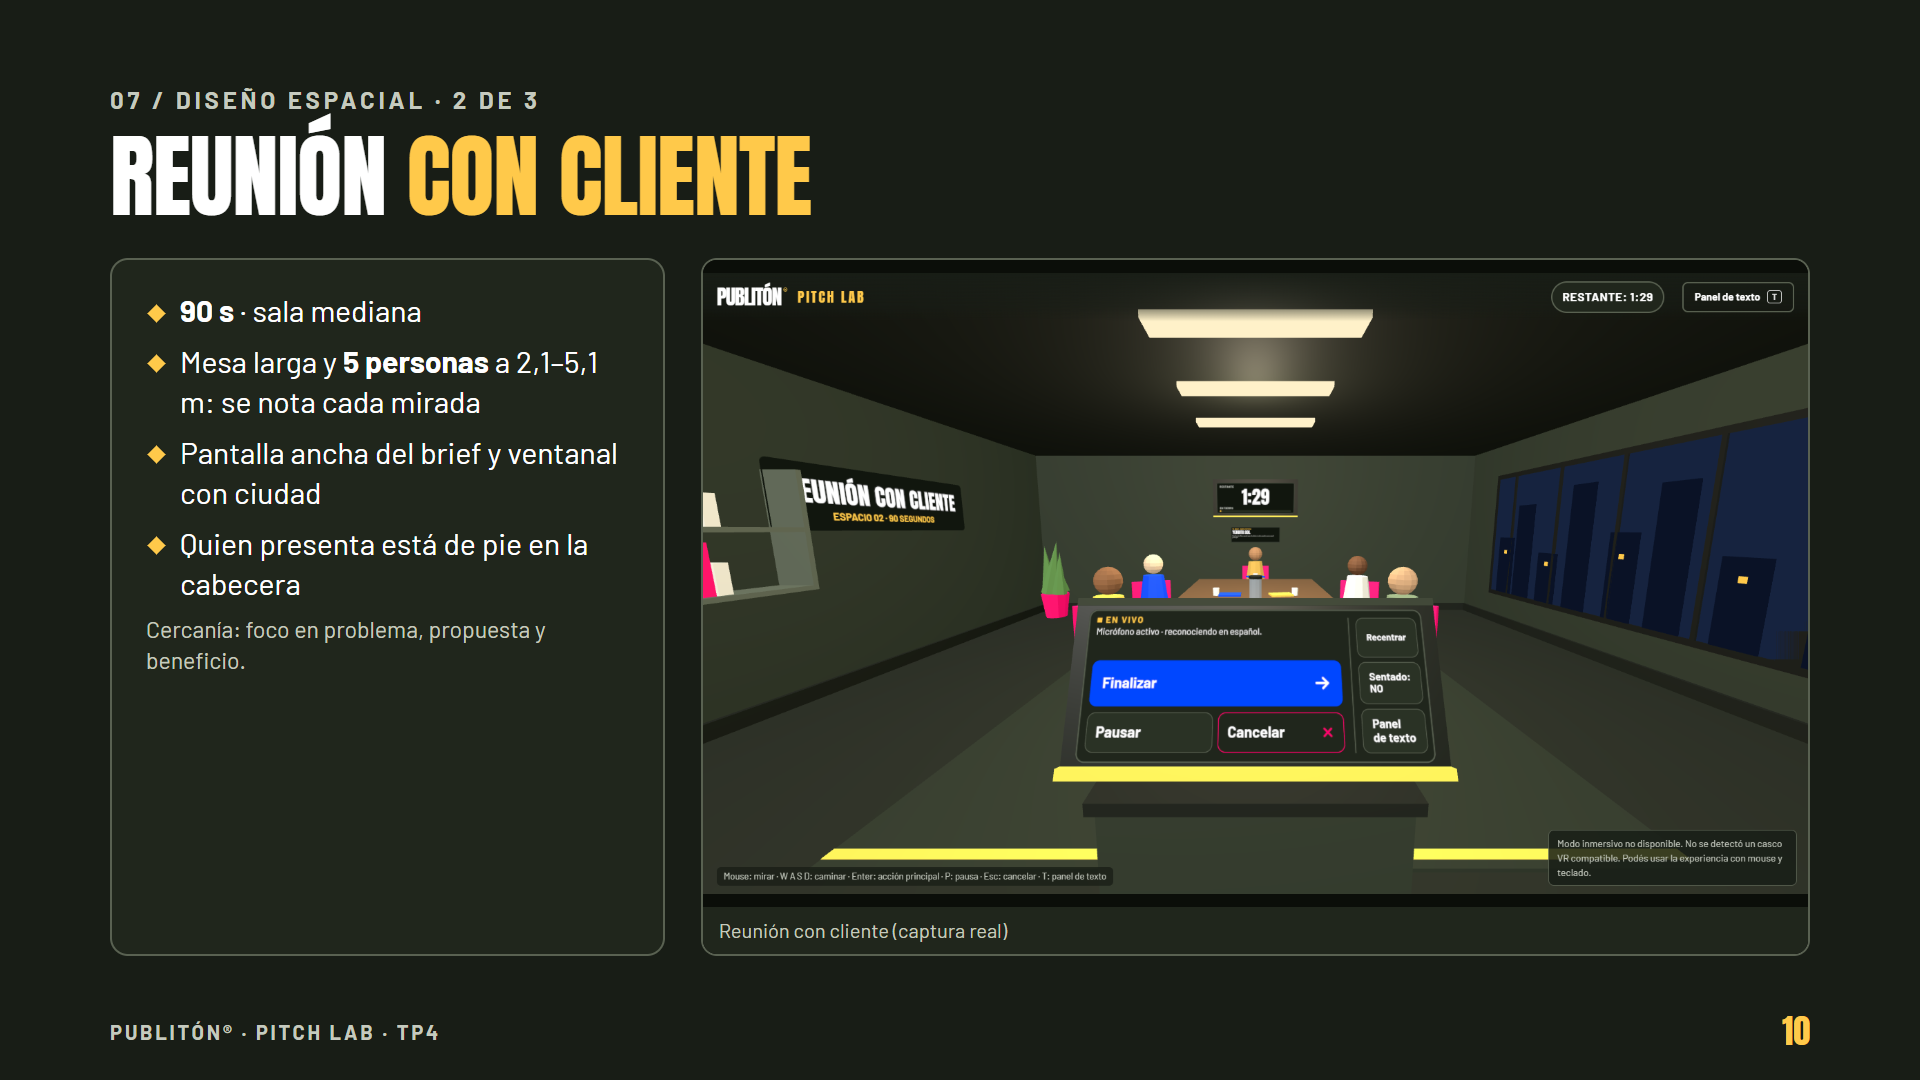 07 / DISEÑO ESPACIAL · 2 DE 3
REUNIÓN CON CLIENTE
◆ 90 s · sala mediana
◆ Mesa larga y 5 personas a 2,1–5,1
m: se nota cada mirada
◆ Pantalla ancha del brief y ventanal
con ciudad
◆ Quien presenta está de pie en la
cabecera
Cercanía: foco en problema, propuesta y
beneficio.
PUBLITÓN® PITCH LAB
RESTANTE: 1:29
Panel de texto T
EUNIÓN CON CLIENTE
ESPACIO 02 · 90 SEGUNDOS
1:29
EN VIVO
Micrófono activo · reconociendo en español.
Finalizar →
Pausar
Cancelar ✕
Recentrar
Sentado:
NO
Panel
de texto
Mouse: mirar · W A S D: caminar · Enter: acción principal · P: pausa · Esc: cancelar · T: panel de texto
Modo inmersivo no disponible. No se detectó un casco
VR compatible. Podés usar la experiencia con mouse y
teclado.
Reunión con cliente (captura real)
PUBLITÓN® · PITCH LAB · TP4
10